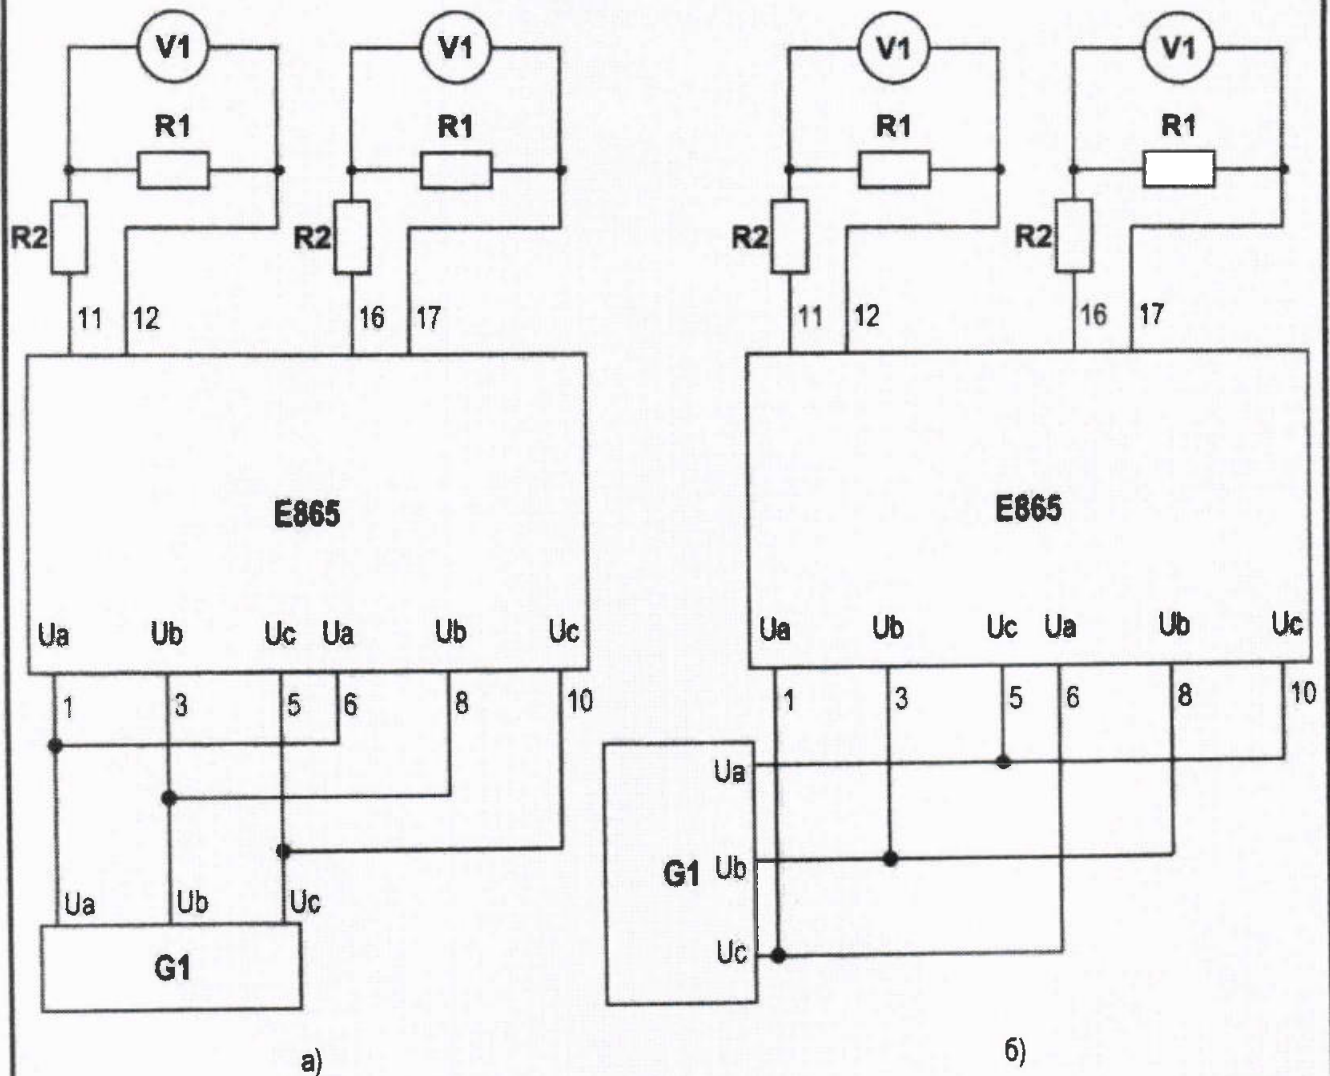 V1 V1 V1 V1
R1 R1 R1 R1
R2 R2 R2 R2
11 12 16 17 11 12 16 17
E865 E865
Ua Ub Uc Ua Ub Uc Ua Ub Uc Ua Ub Uc
1 3 5 6 8 10 1 3 5 6 8 10
Ua
G1 Ub
Ua Ub Uc
Uc
G1
а) б)